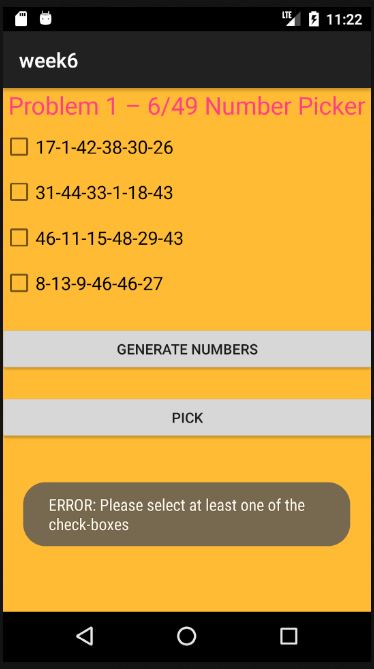 LTE 11:22
week6
Problem 1 – 6/49 Number Picker
17-1-42-38-30-26
31-44-33-1-18-43
46-11-15-48-29-43
8-13-9-46-46-27
GENERATE NUMBERS
PICK
ERROR: Please select at least one of the
check-boxes